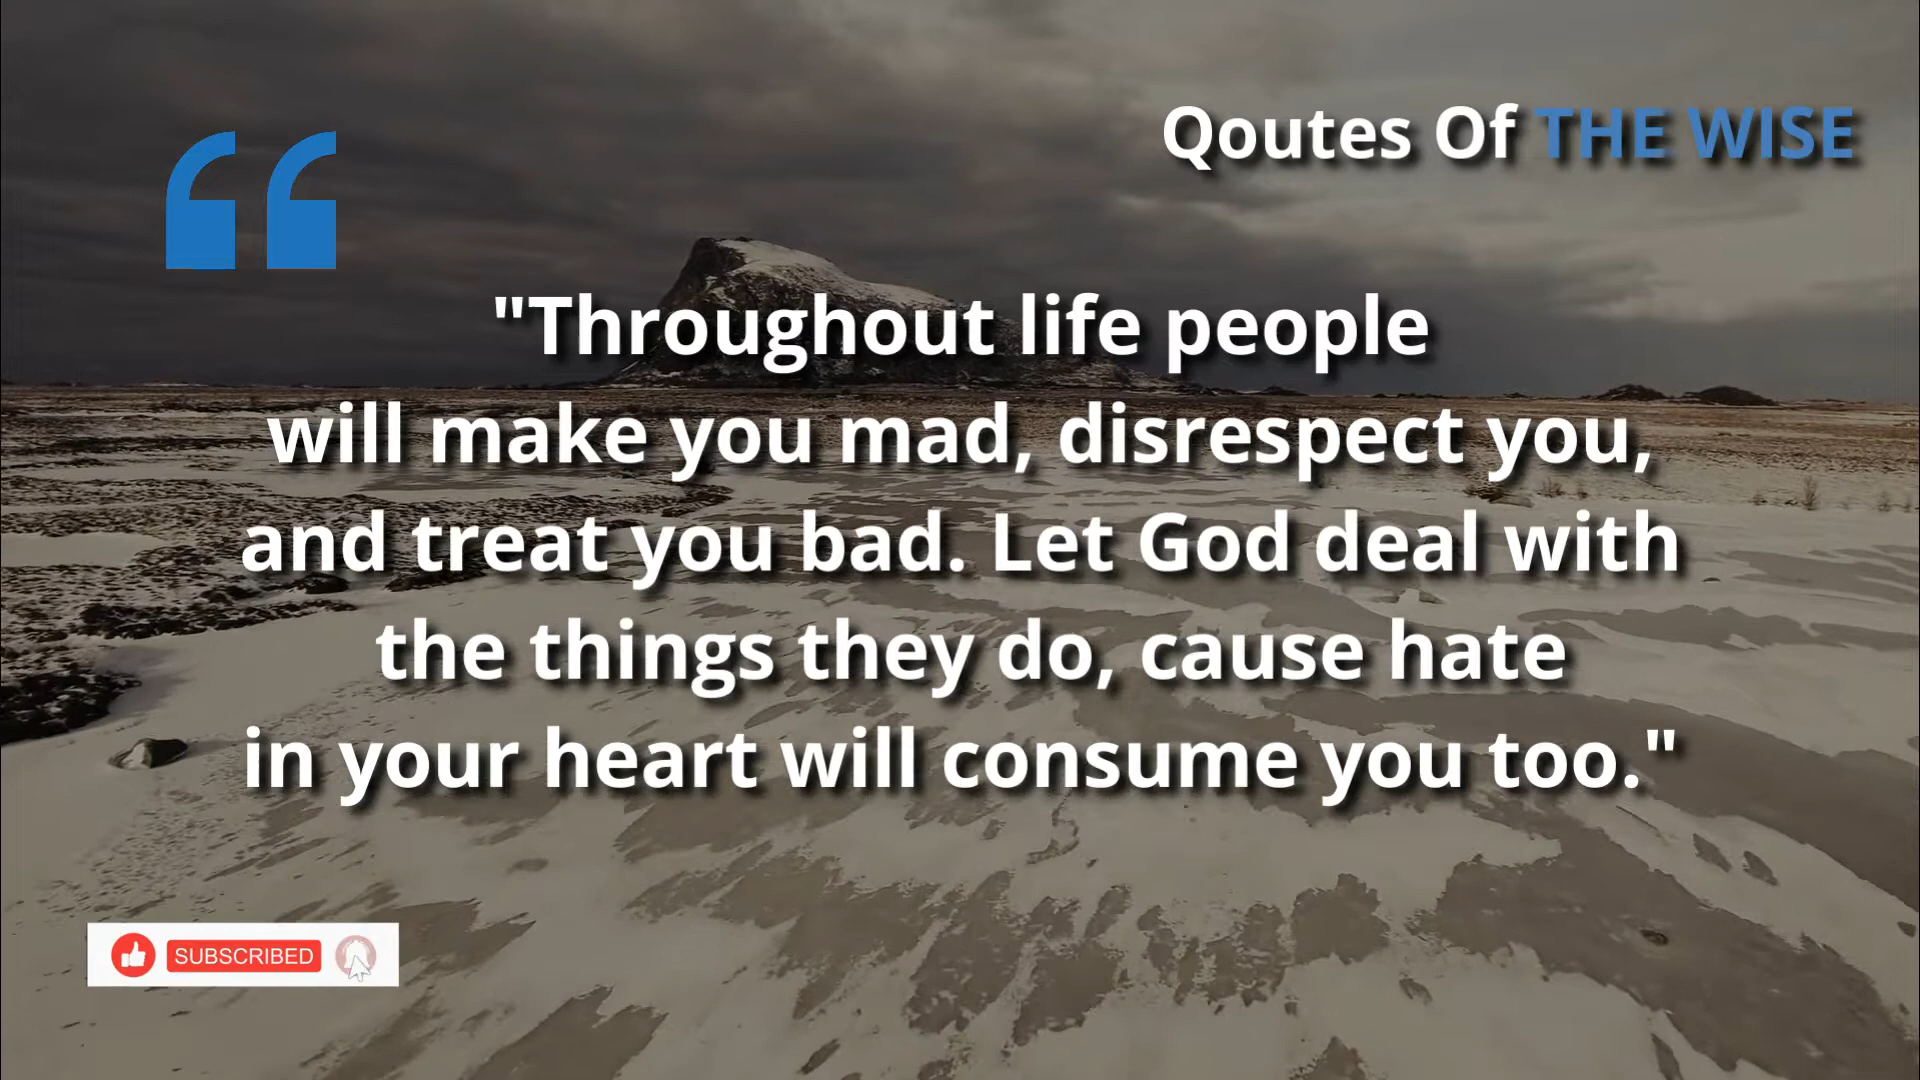 Qoutes Of THE WISE
"Throughout life people
will make you mad, disrespect you,
and treat you bad. Let God deal with
the things they do, cause hate
in your heart will consume you too."
SUBSCRIBED